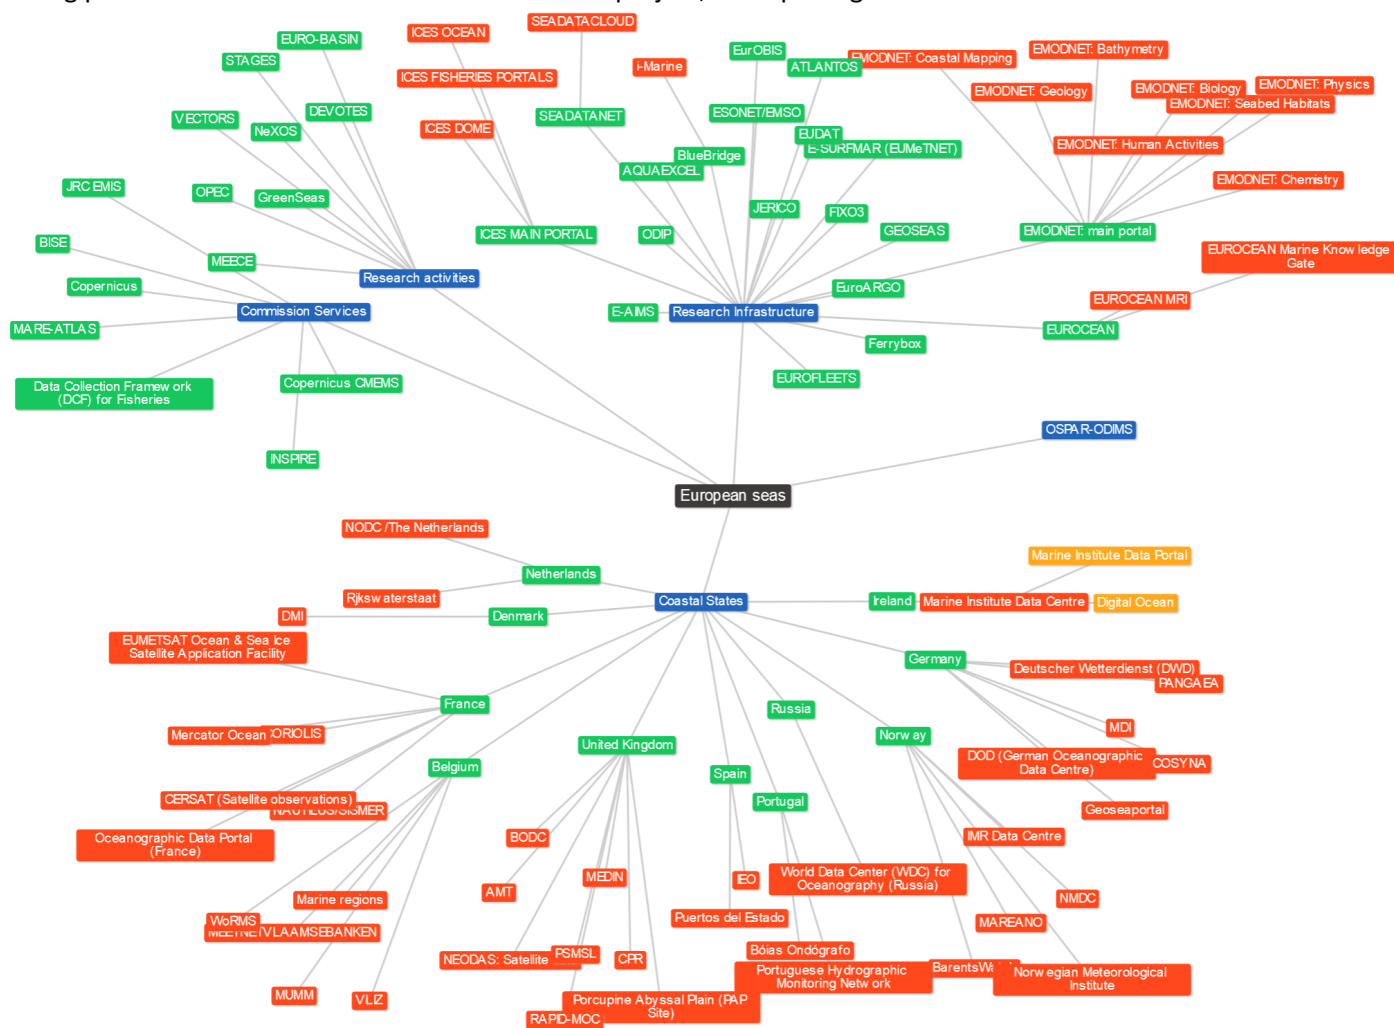 EURO-BASIN
STAGES
ICES OCEAN
SEADATACLOUD
i-Marine
EurOBIS
ATLANTOS
EMODNET: Coastal Mapping
EMODNET: Bathymetry
ICES FISHERIES PORTALS
EMODNET: Geology
EMODNET: Biology
EMODNET: Physics
EMODNET: Seabed Habitats
VECTORS
DEVOTES
NeXOS
ICES DOME
SEADATANET
ESONET/EMSO
EUDAT
E-SURFMAR (EUMeTNET)
EMODNET: Human Activities
BlueBridge
AQUAEXCEL
EMODNET: Chemistry
JRC EMIS
OPEC
GreenSeas
JERICO
FIXO3
BISE
MEECE
ICES MAIN PORTAL
ODIP
GEOSEAS
EMODNET: main portal
EUROCEAN Marine Knowledge
Gate
Research activities
Copernicus
EuroARGO
EUROCEAN MRI
Commission Services
E-AIMS
Research Infrastructure
MARE-ATLAS
EUROCEAN
Ferrybox
Data Collection Framework
(DCF) for Fisheries
Copernicus CMEMS
EUROFLEETS
OSPAR-ODIMS
INSPIRE
European seas
NODC /The Netherlands
Marine Institute Data Portal
Netherlands
Rjkswaterstaat
Coastal States
Ireland
Marine Institute Data Centre
Digital Ocean
DMI
Denmark
EUMETSAT Ocean & Sea Ice
Satellite Application Facility
Germany
Deutscher Wetterdienst (DWD)
PANGAEA
France
Russia
Mercator Ocean
CORIOLIS
MDI
United Kingdom
Norway
Belgium
Spain
DOD (German Oceanographic
Data Centre)
COSYNA
CERSAT (Satellite observations)
NAUTILUS/SISMER
Portugal
Geoseaportal
Oceanographic Data Portal
(France)
BODC
IMR Data Centre
AMT
MEDIN
IEO
World Data Center (WDC) for
Oceanography (Russia)
Marine regions
NMDC
WoRMS
MEETNETVLAAMSEBANKEN
Puertos del Estado
MAREANO
NEODAS: Satellite
PSMSL
CPR
Bóias Ondógrafo
Portuguese Hydrographic
Monitoring Network
BarentsWatch
Norwegian Meteorological
Institute
MUMM
VLIZ
Porcupine Abyssal Plain (PAP
Site)
RAPID-MOC